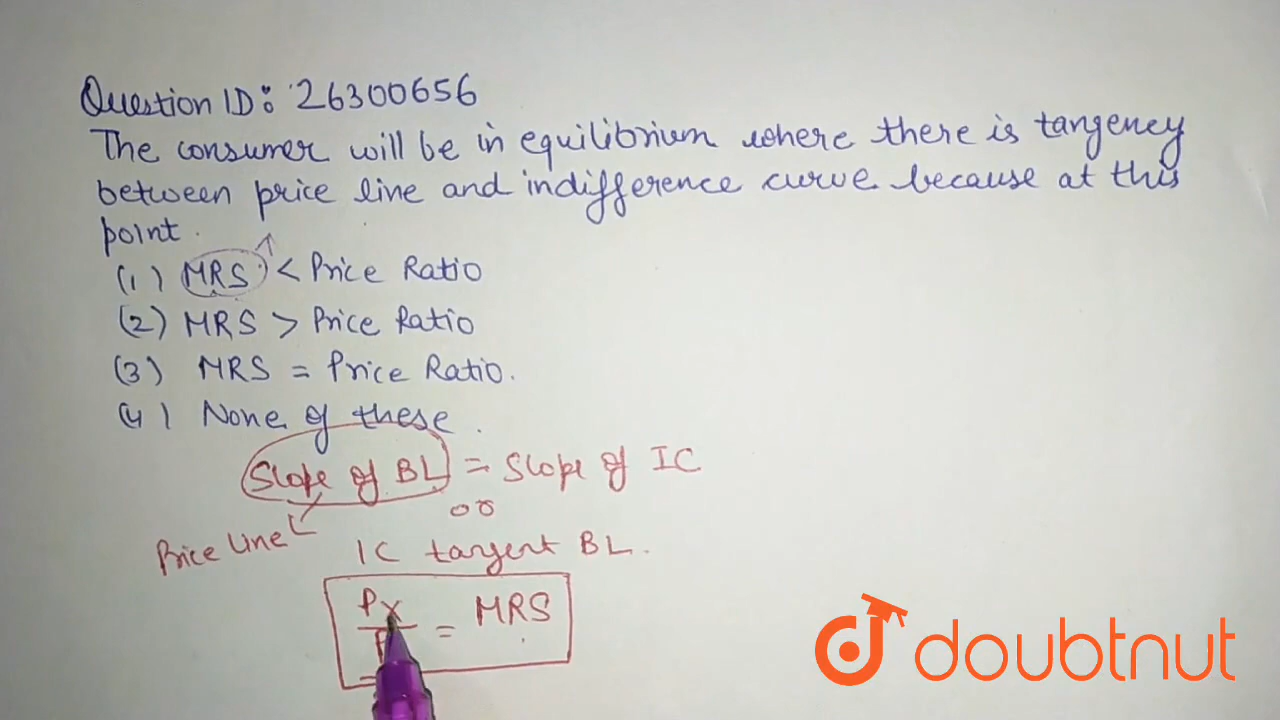 Question ID: 26300656
The consumer will be in equilibrium where there is tangency
between price line and indifference curve because at this
point.
(1) MRS < Price Ratio
(2) MRS > Price Ratio
(3) MRS = Price Ratio.
(4) None of these.
Slope of BL = Slope of IC
or
Price Line
IC tangent BL.
Px
= MRS
P
doubtnut